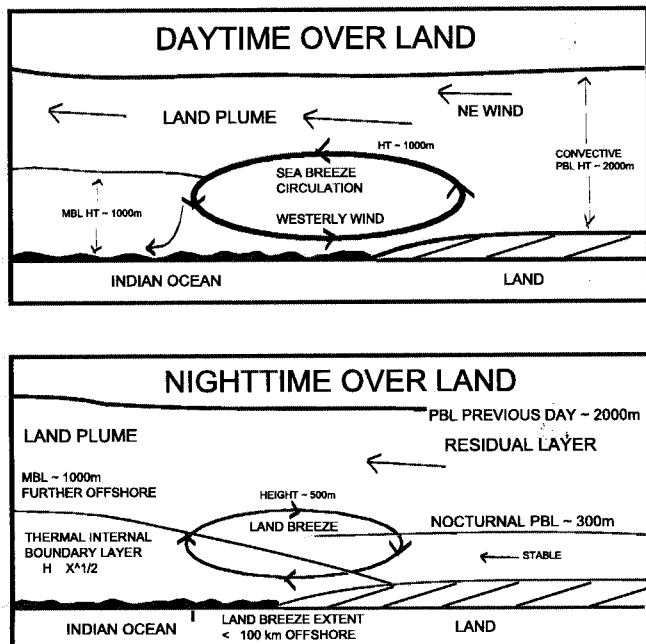 DAYTIME OVER LAND
NE WIND
LAND PLUME
HT ~ 1000m
CONVECTIVE
PBL HT ~ 2000m
SEA BREEZE
CIRCULATION
MBL HT ~ 1000m
WESTERLY WIND
INDIAN OCEAN
LAND
NIGHTTIME OVER LAND
PBL PREVIOUS DAY ~ 2000m
LAND PLUME
RESIDUAL LAYER
MBL ~ 1000m
FURTHER OFFSHORE
HEIGHT ~ 500m
LAND BREEZE
NOCTURNAL PBL ~ 300m
THERMAL INTERNAL
BOUNDARY LAYER
H X^1/2
STABLE
INDIAN OCEAN
LAND BREEZE EXTENT
< 100 km OFFSHORE
LAND